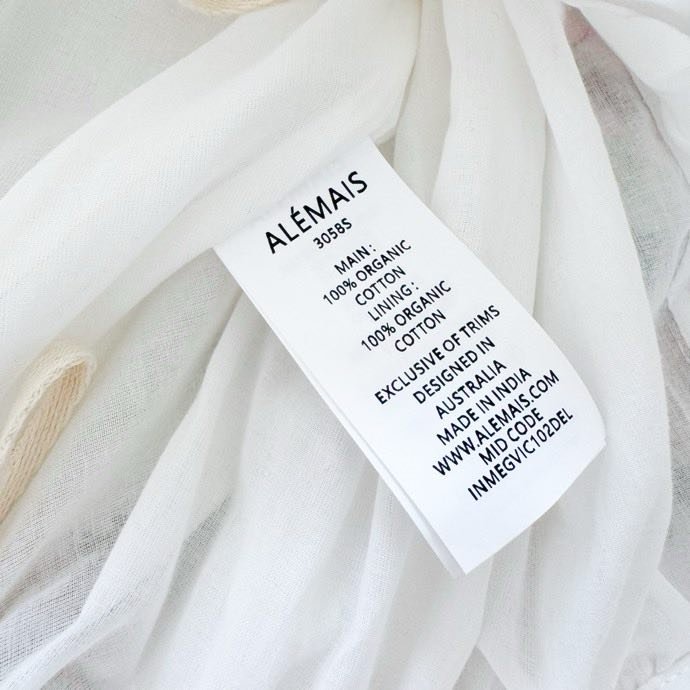 ALÉMAIS
3058S
MAIN:
100% ORGANIC
COTTON
LINING:
100% ORGANIC
COTTON
EXCLUSIVE OF TRIMS
DESIGNED IN
AUSTRALIA
MADE IN INDIA
WWW.ALEMAIS.COM
MID CODE
INMEGVIC102DEL